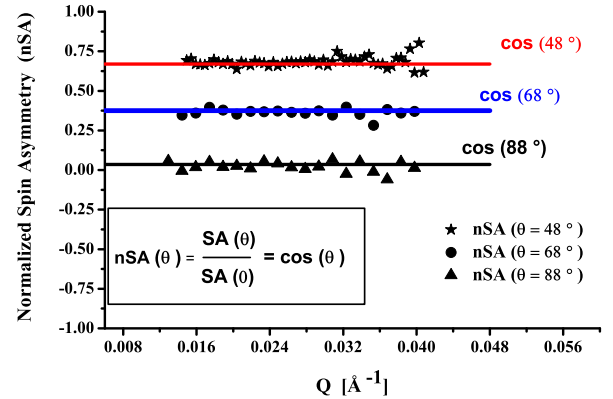 Normalized Spin Asymmetry (nSA)
1.00
0.75
0.50
0.25
0.00
-0.25
-0.50
-0.75
-1.00
cos (48 °)
cos (68 °)
cos (88 °)
nSA (θ) = SA (θ) / SA (0) = cos (θ )
nSA (θ = 48 °)
nSA (θ = 68 °)
nSA (θ = 88 °)
0.008 0.016 0.024 0.032 0.040 0.048 0.056
Q [Å⁻¹]